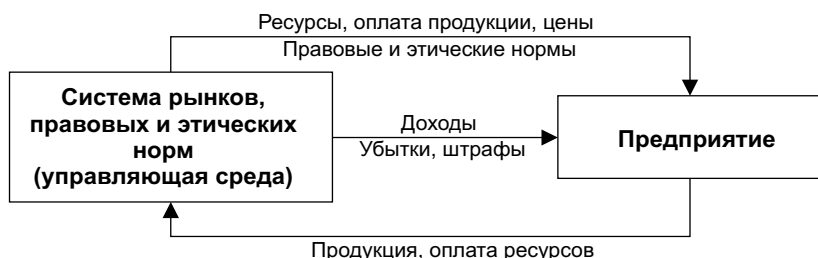 Ресурсы, оплата продукции, цены
Правовые и этические нормы
Система рынков,
правовых и этических
норм
(управляющая среда)
Доходы
Убытки, штрафы
Предприятие
Продукция, оплата ресурсов